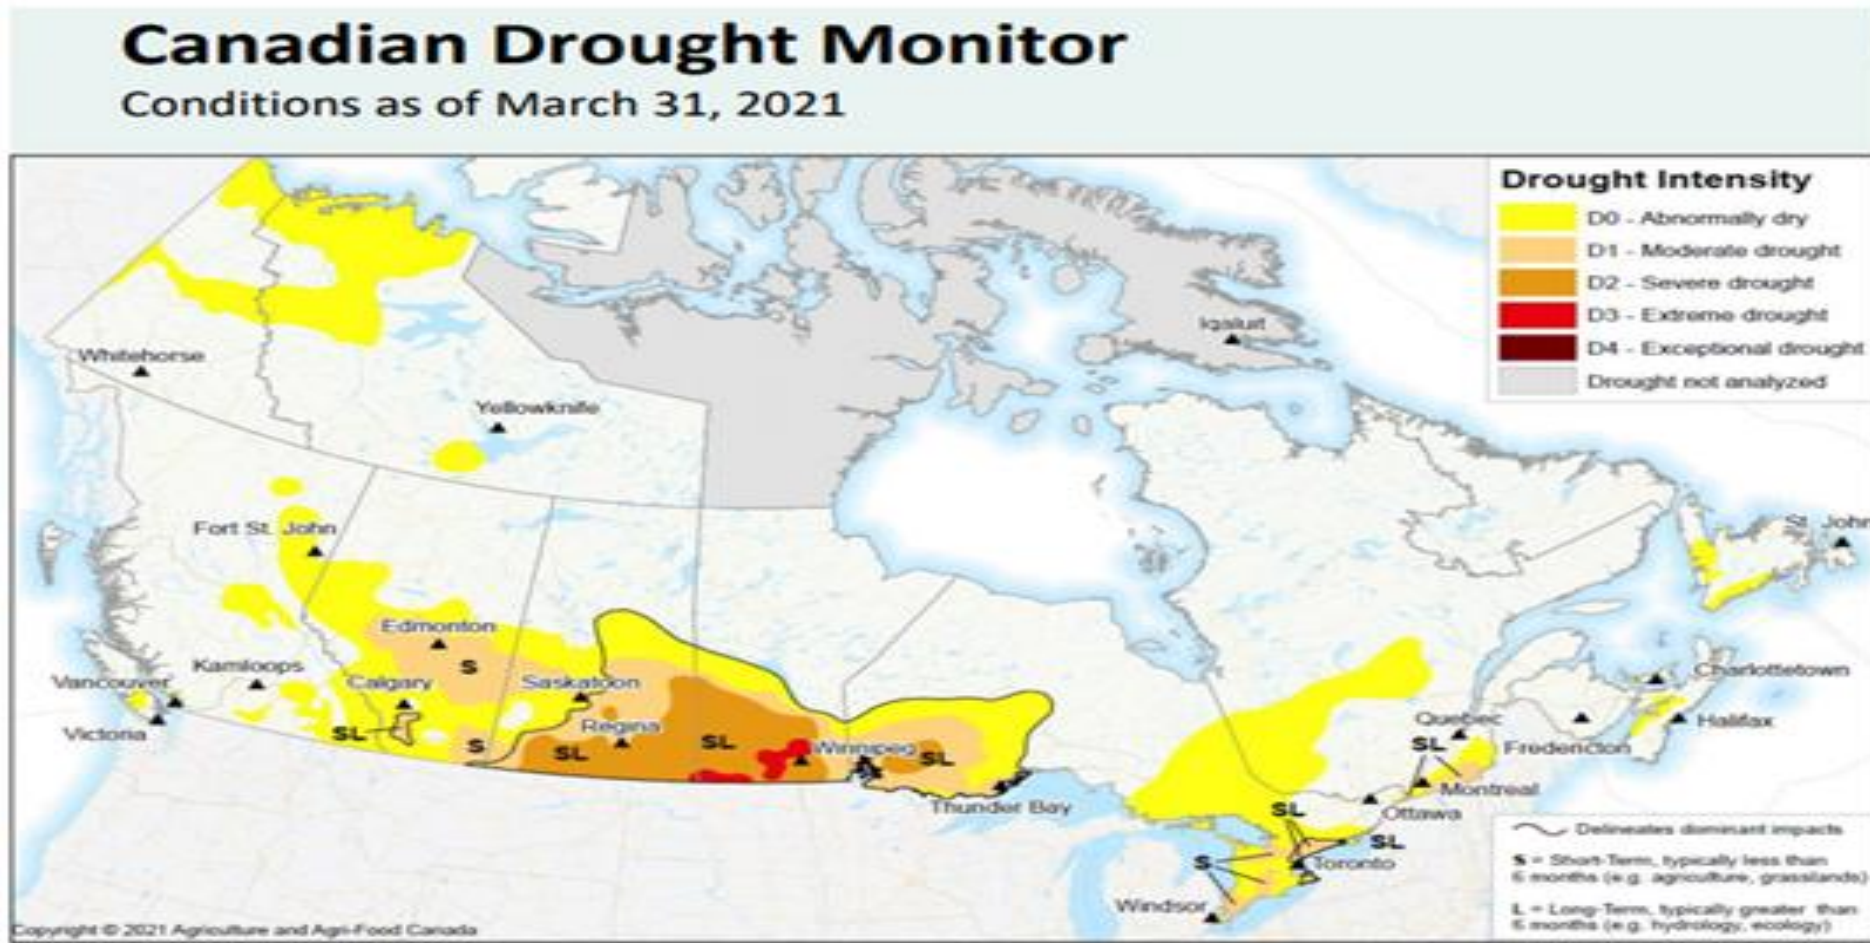 Canadian Drought Monitor
Conditions as of March 31, 2021
Drought Intensity
D0 - Abnormally dry
D1 - Moderate drought
D2 - Severe drought
D3 - Extreme drought
D4 - Exceptional drought
Drought not analyzed
Iqaluit
Whitehorse
Yellowknife
Fort St. John
St. John
Edmonton
S
Kamloops
Calgary
Saskatoon
Vancouver
Victoria
SL
S
Regina
SL
SL
Winnipeg
SL
Thunder Bay
Charlottetown
Quebec
Halifax
SL
Fredericton
Montreal
Ottawa
SL
SL
S
Toronto
Windsor
Delineates dominant impacts
S = Short-Term, typically less than
6 months (e.g. agriculture, grasslands)
L = Long-Term, typically greater than
6 months (e.g. hydrology, ecology)
Copyright © 2021 Agriculture and Agri-Food Canada